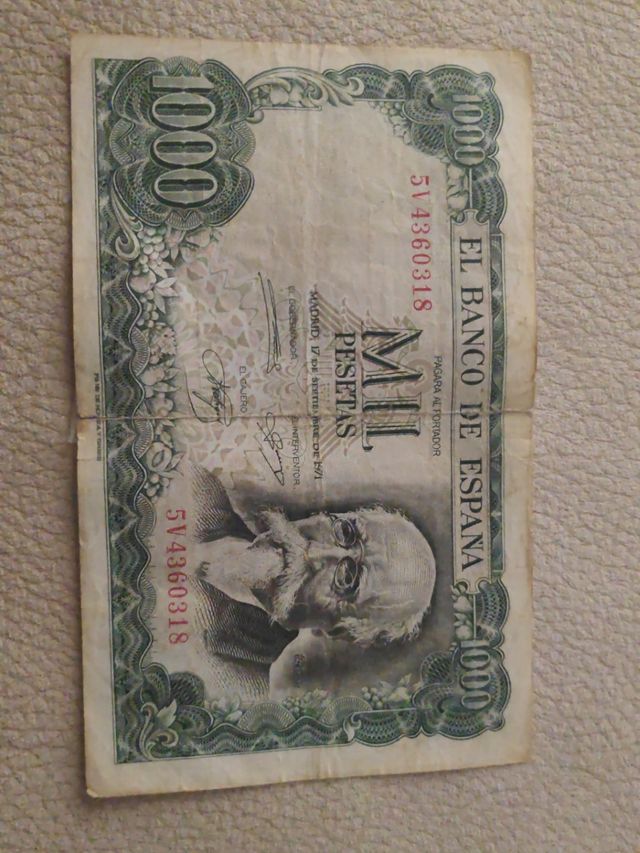 1000
EL BANCO DE ESPAÑA
1000
PAGARA AL PORTADOR
5V4360318
MIL
PESETAS
MADRID, 17 DE SEPTIEMBRE DE 1971
EL GOBERNADOR
EL INTERVENTOR
EL CAJERO
1000
5V4360318